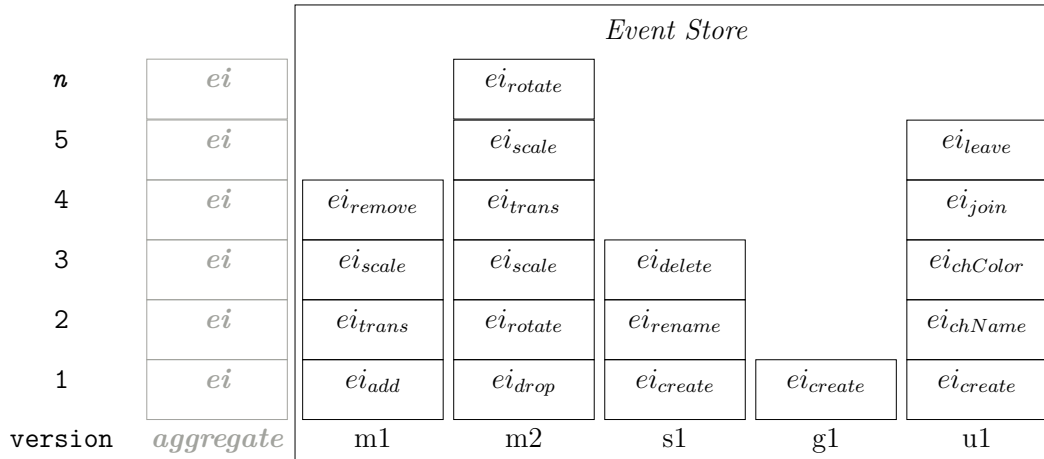 Event Store
n ei ei_rotate
5 ei ei_scale ei_leave
4 ei ei_remove ei_trans ei_join
3 ei ei_scale ei_scale ei_delete ei_chColor
2 ei ei_trans ei_rotate ei_rename ei_chName
1 ei ei_add ei_drop ei_create ei_create ei_create
version aggregate m1 m2 s1 g1 u1